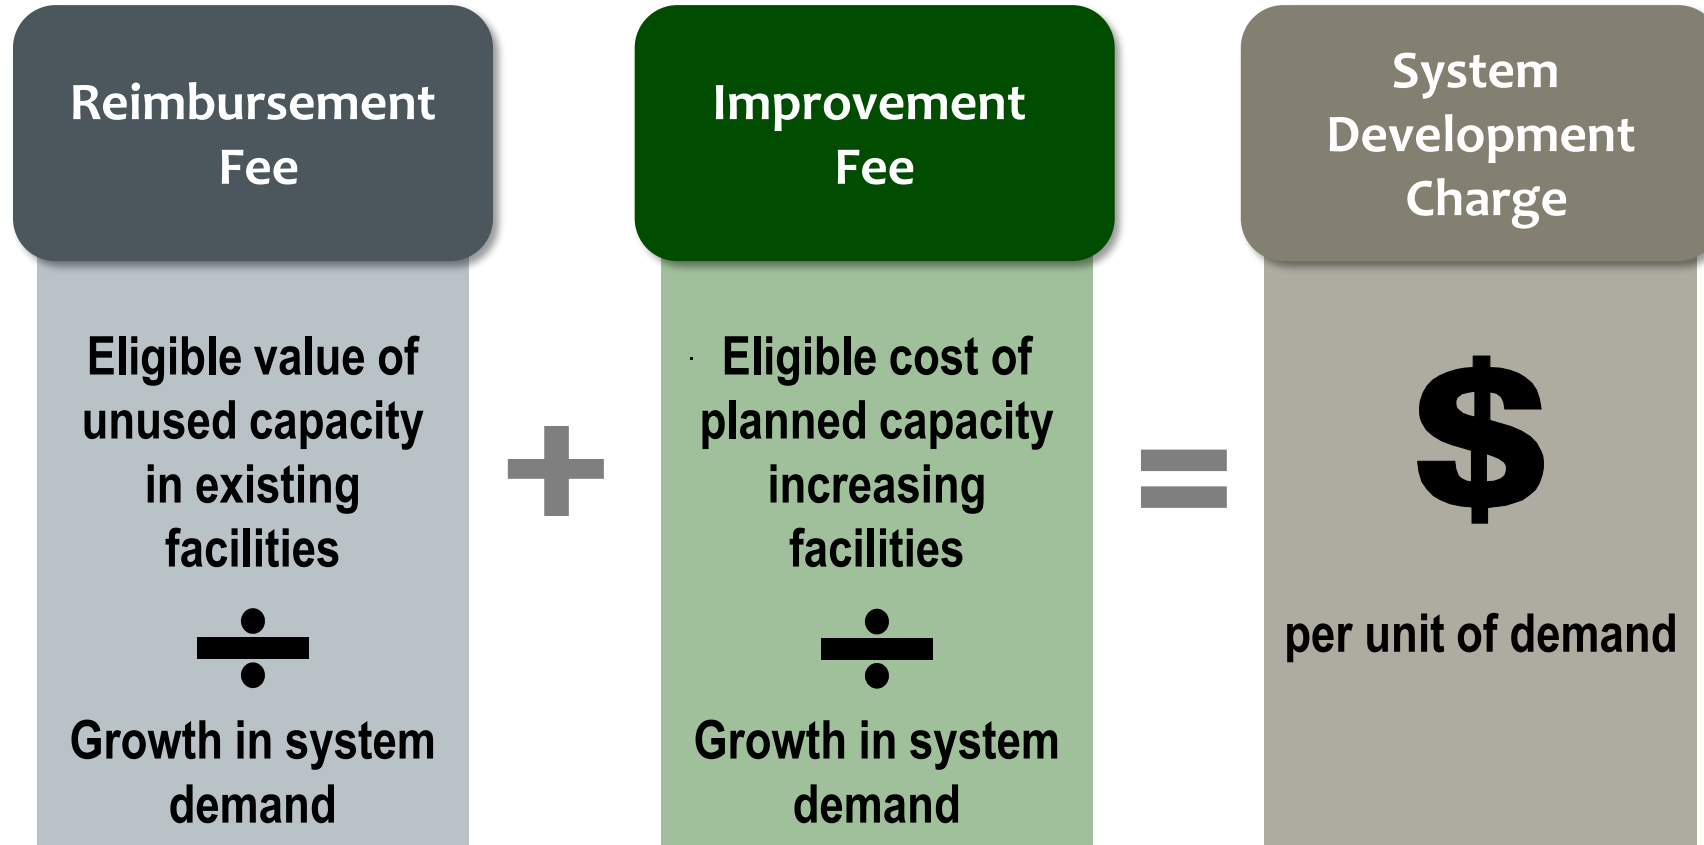 Reimbursement
Fee
Eligible value of
unused capacity
in existing
facilities
÷
Growth in system
demand
+
Improvement
Fee
Eligible cost of
planned capacity
increasing
facilities
÷
Growth in system
demand
=
System
Development
Charge
$
per unit of demand